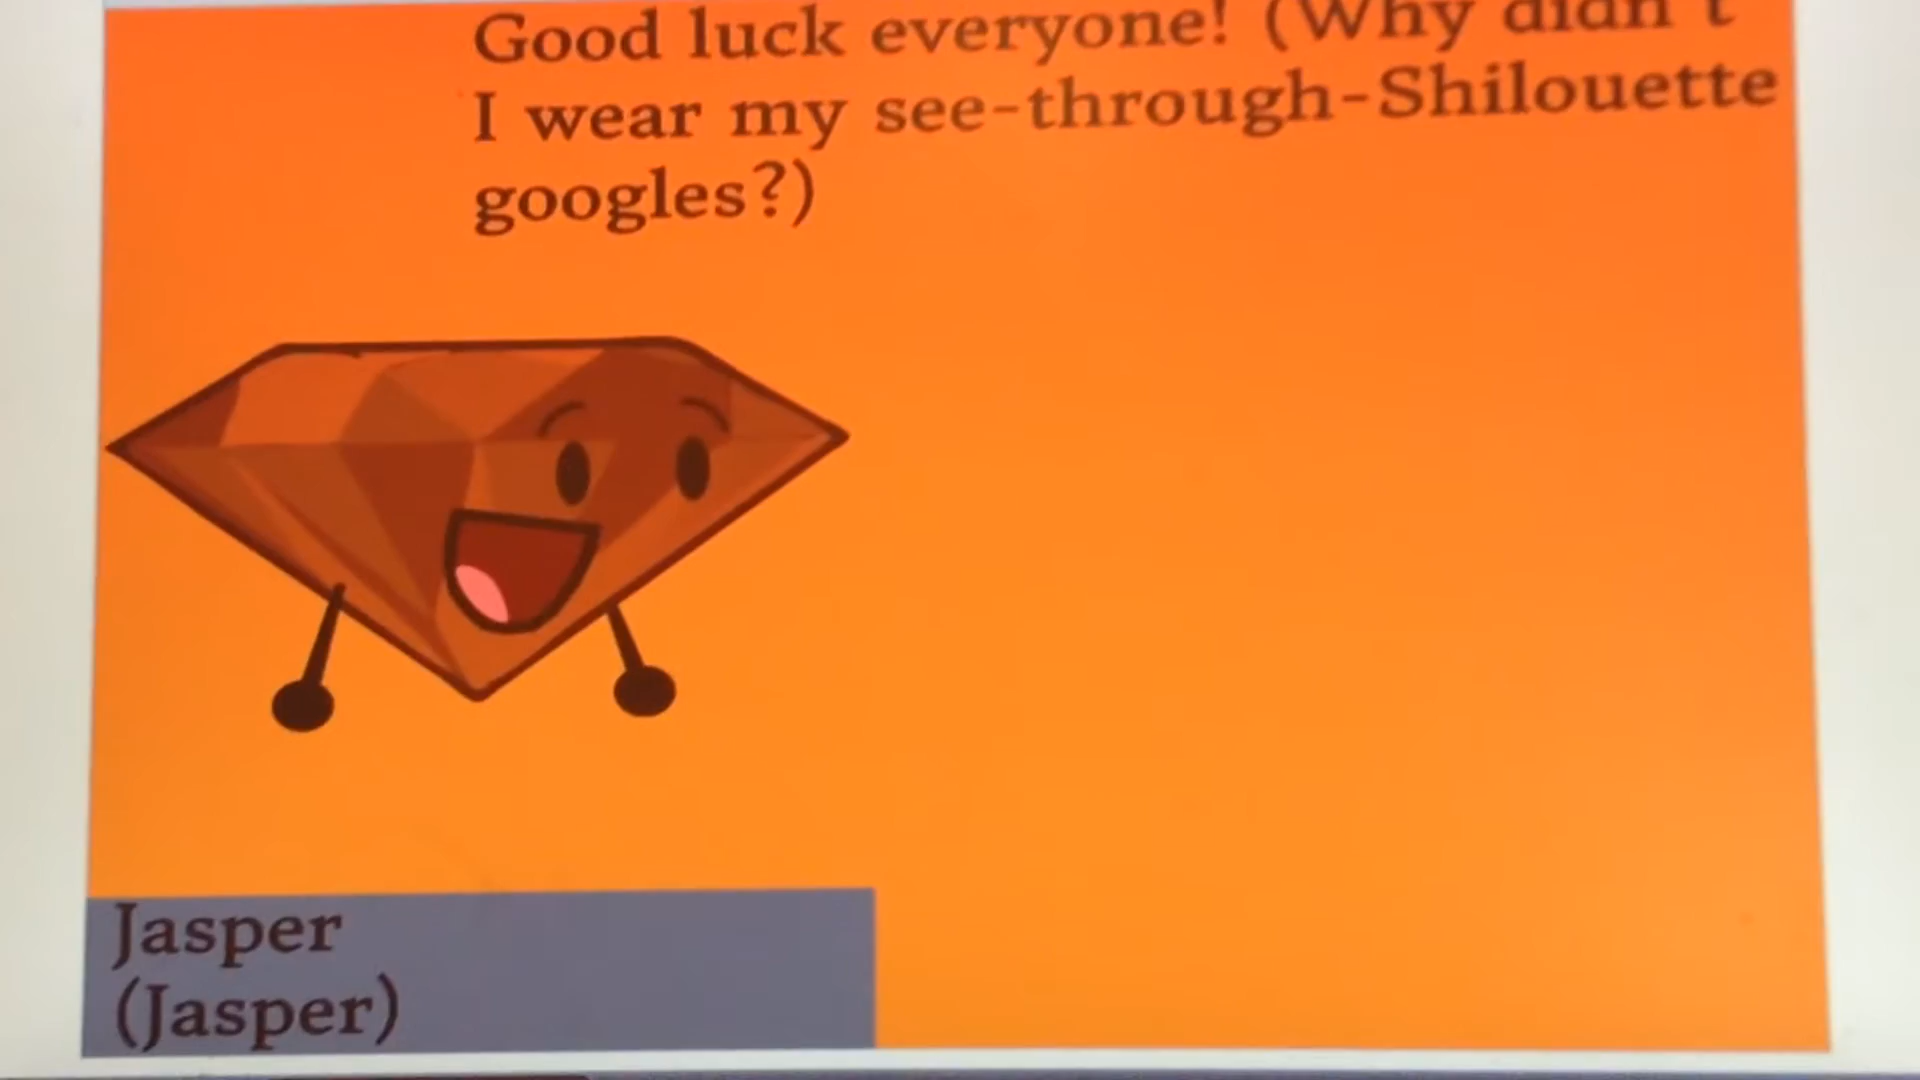 Good luck everyone! (Why didn't
I wear my see-through-Shilouette
googles?)
Jasper
(Jasper)